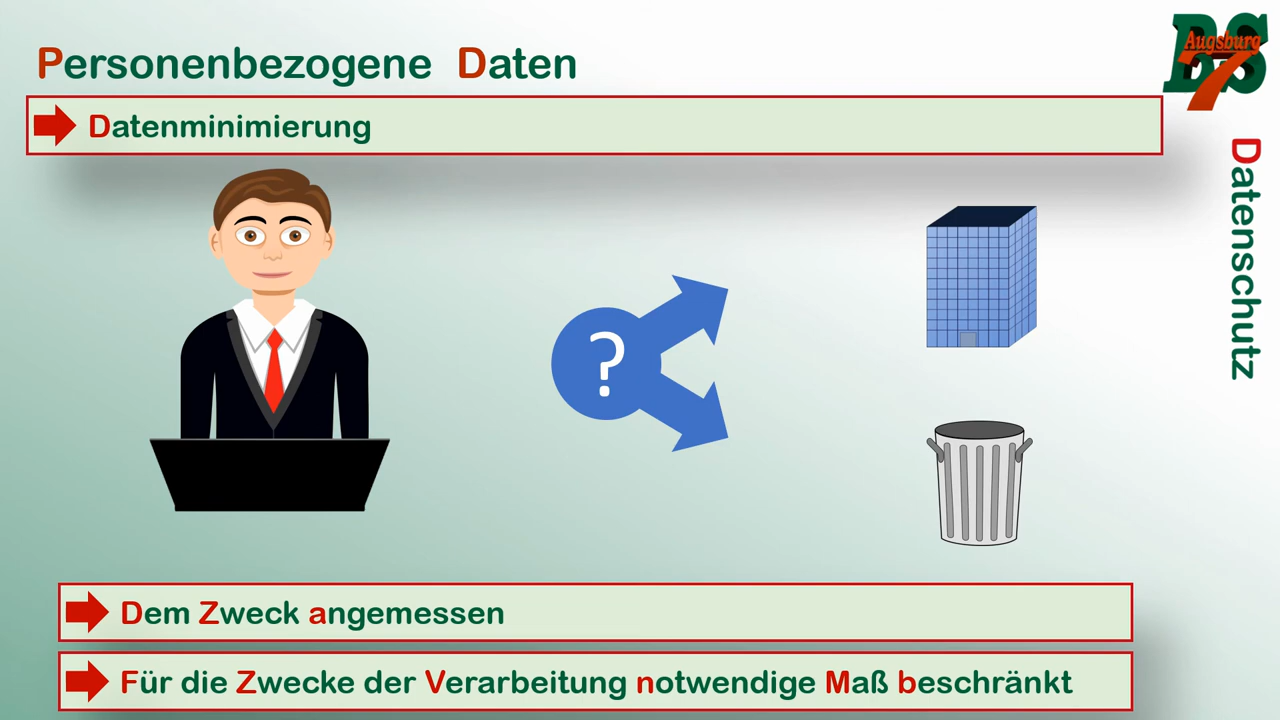 Personenbezogene Daten
BS
Augsburg
7
Datenminimierung
Datenschutz
?
Dem Zweck angemessen
Für die Zwecke der Verarbeitung notwendige Maß beschränkt